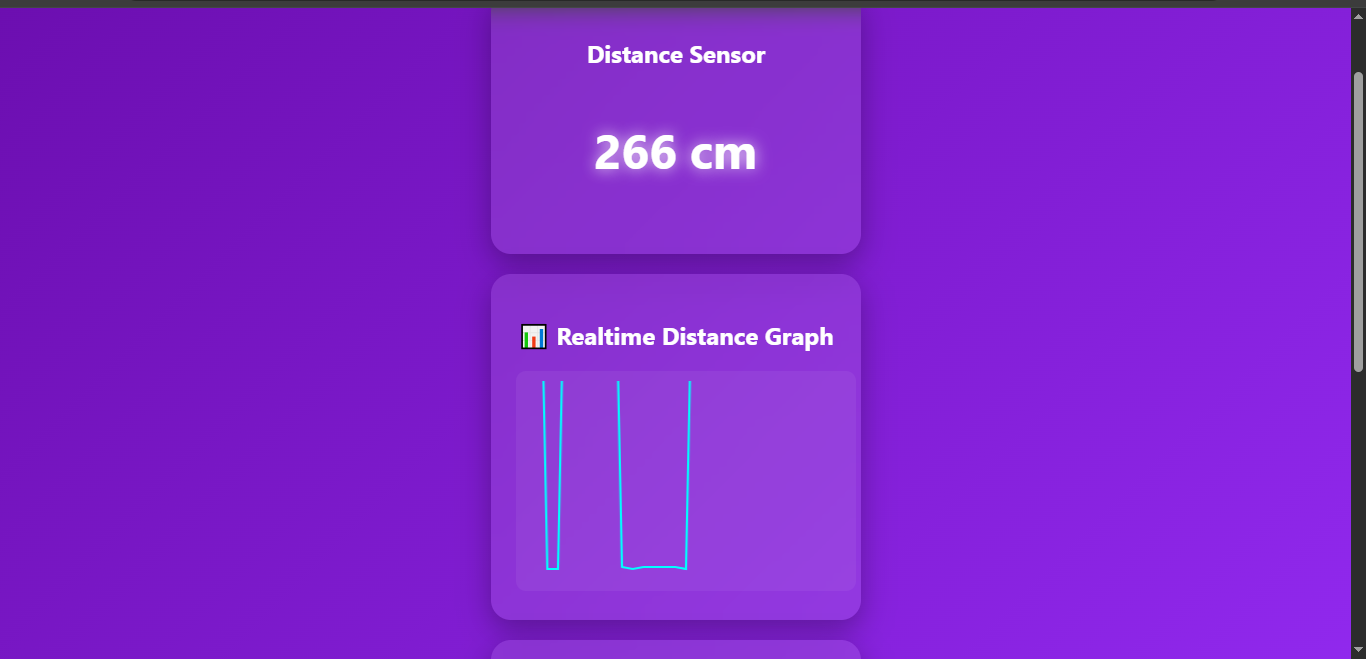 Distance Sensor
266 cm
📊 Realtime Distance Graph